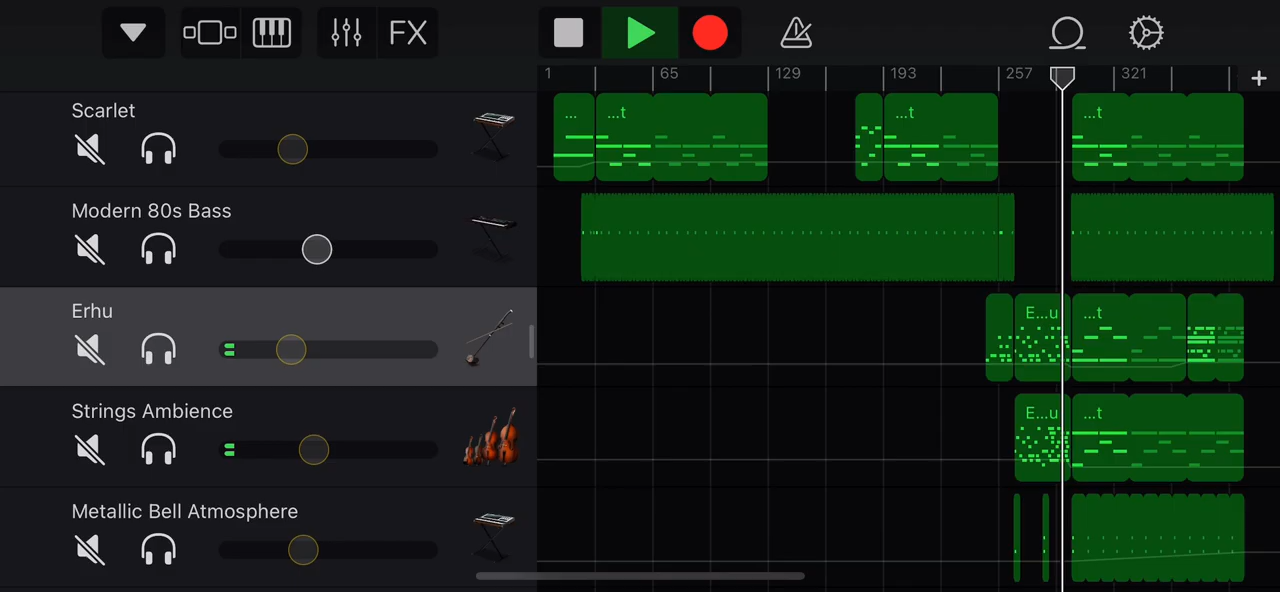 FX
1 65 129 193 257 321 +
Scarlet
... ...t ...t ...t
Modern 80s Bass
Erhu
E...u ...t
Strings Ambience
E...u ...t
Metallic Bell Atmosphere